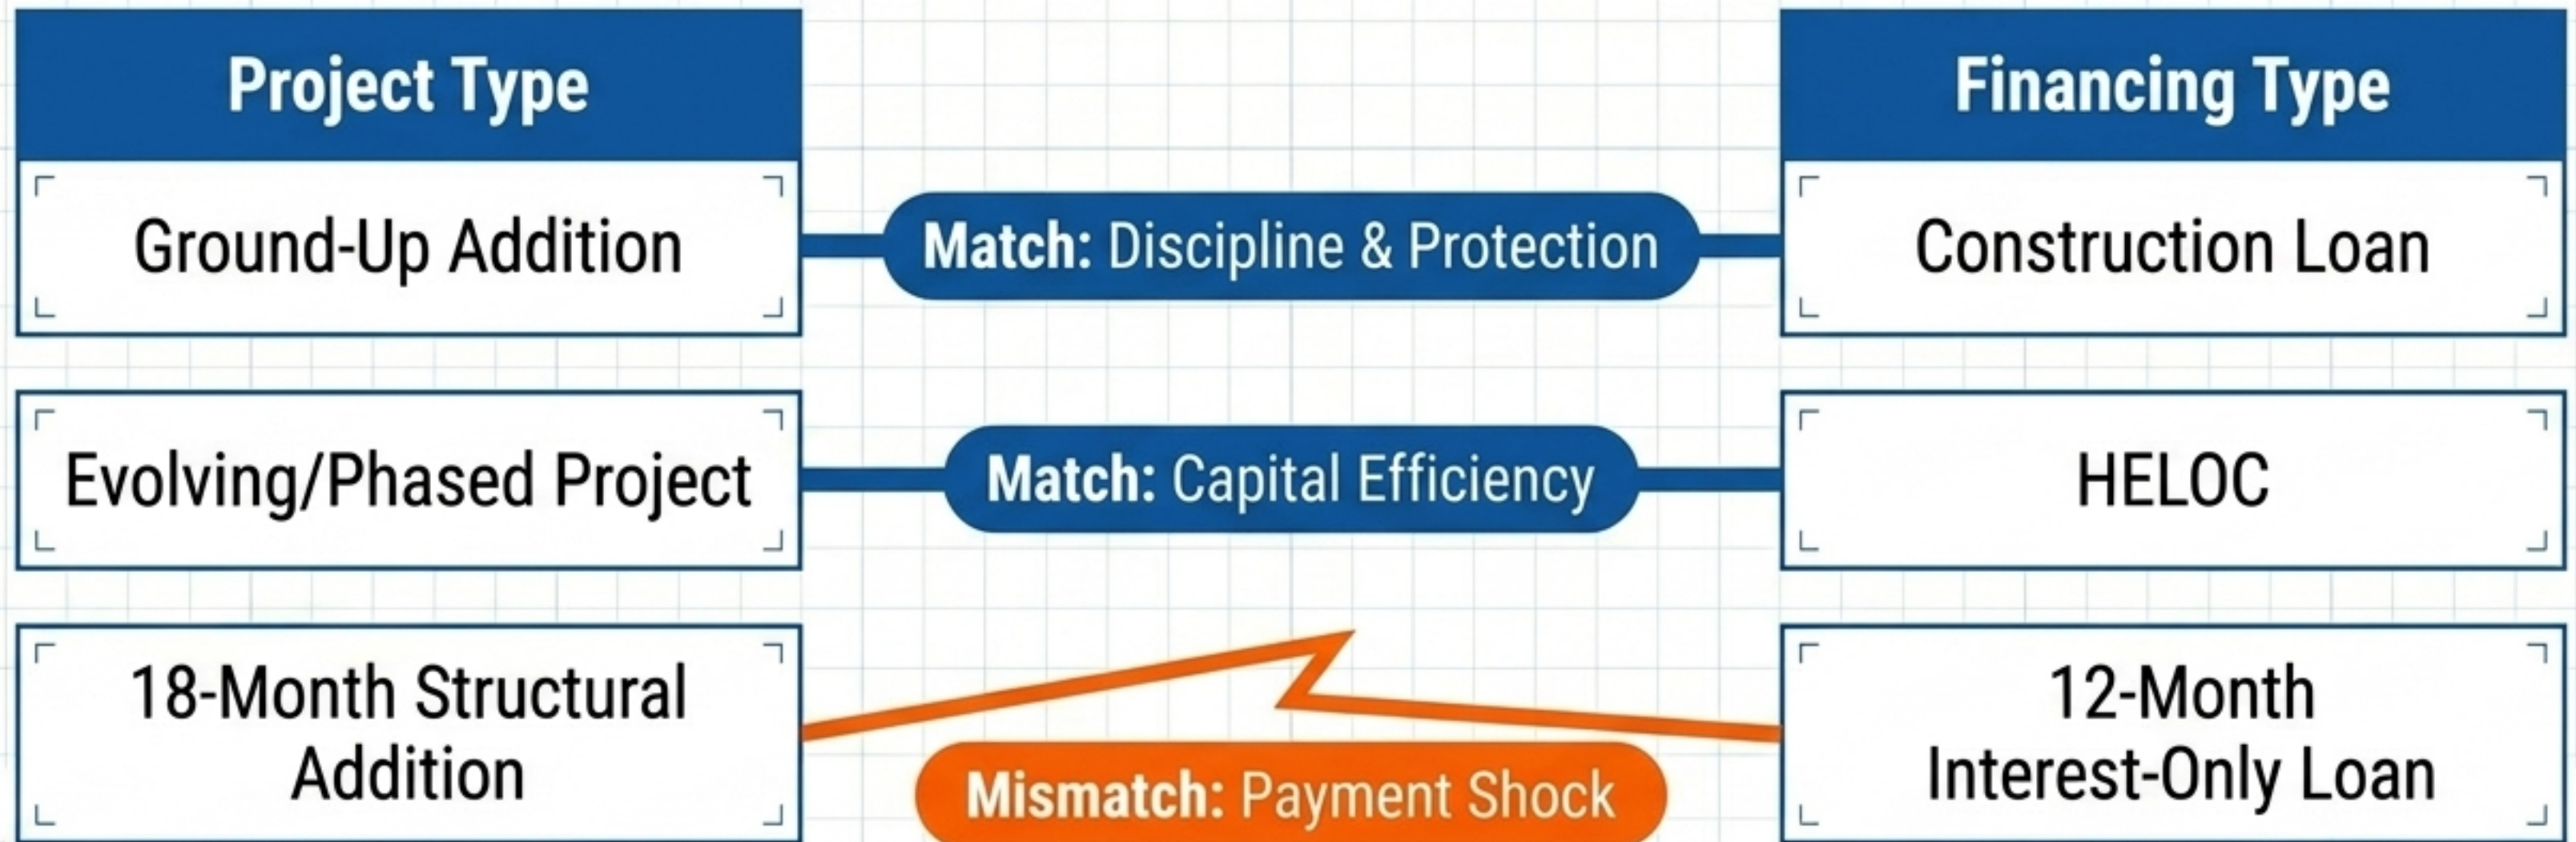 Project Type
Financing Type
Ground-Up Addition
Match: Discipline & Protection
Construction Loan
Evolving/Phased Project
Match: Capital Efficiency
HELOC
18-Month Structural
Addition
Mismatch: Payment Shock
12-Month
Interest-Only Loan